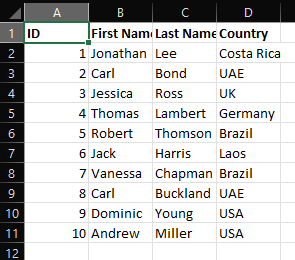 A B C D
1 ID First Nam Last Name Country
2 1 Jonathan Lee Costa Rica
3 2 Carl Bond UAE
4 3 Jessica Ross UK
5 4 Thomas Lambert Germany
6 5 Robert Thomson Brazil
7 6 Jack Harris Laos
8 7 Vanessa Chapman Brazil
9 8 Carl Buckland UAE
10 9 Dominic Young USA
11 10 Andrew Miller USA
12